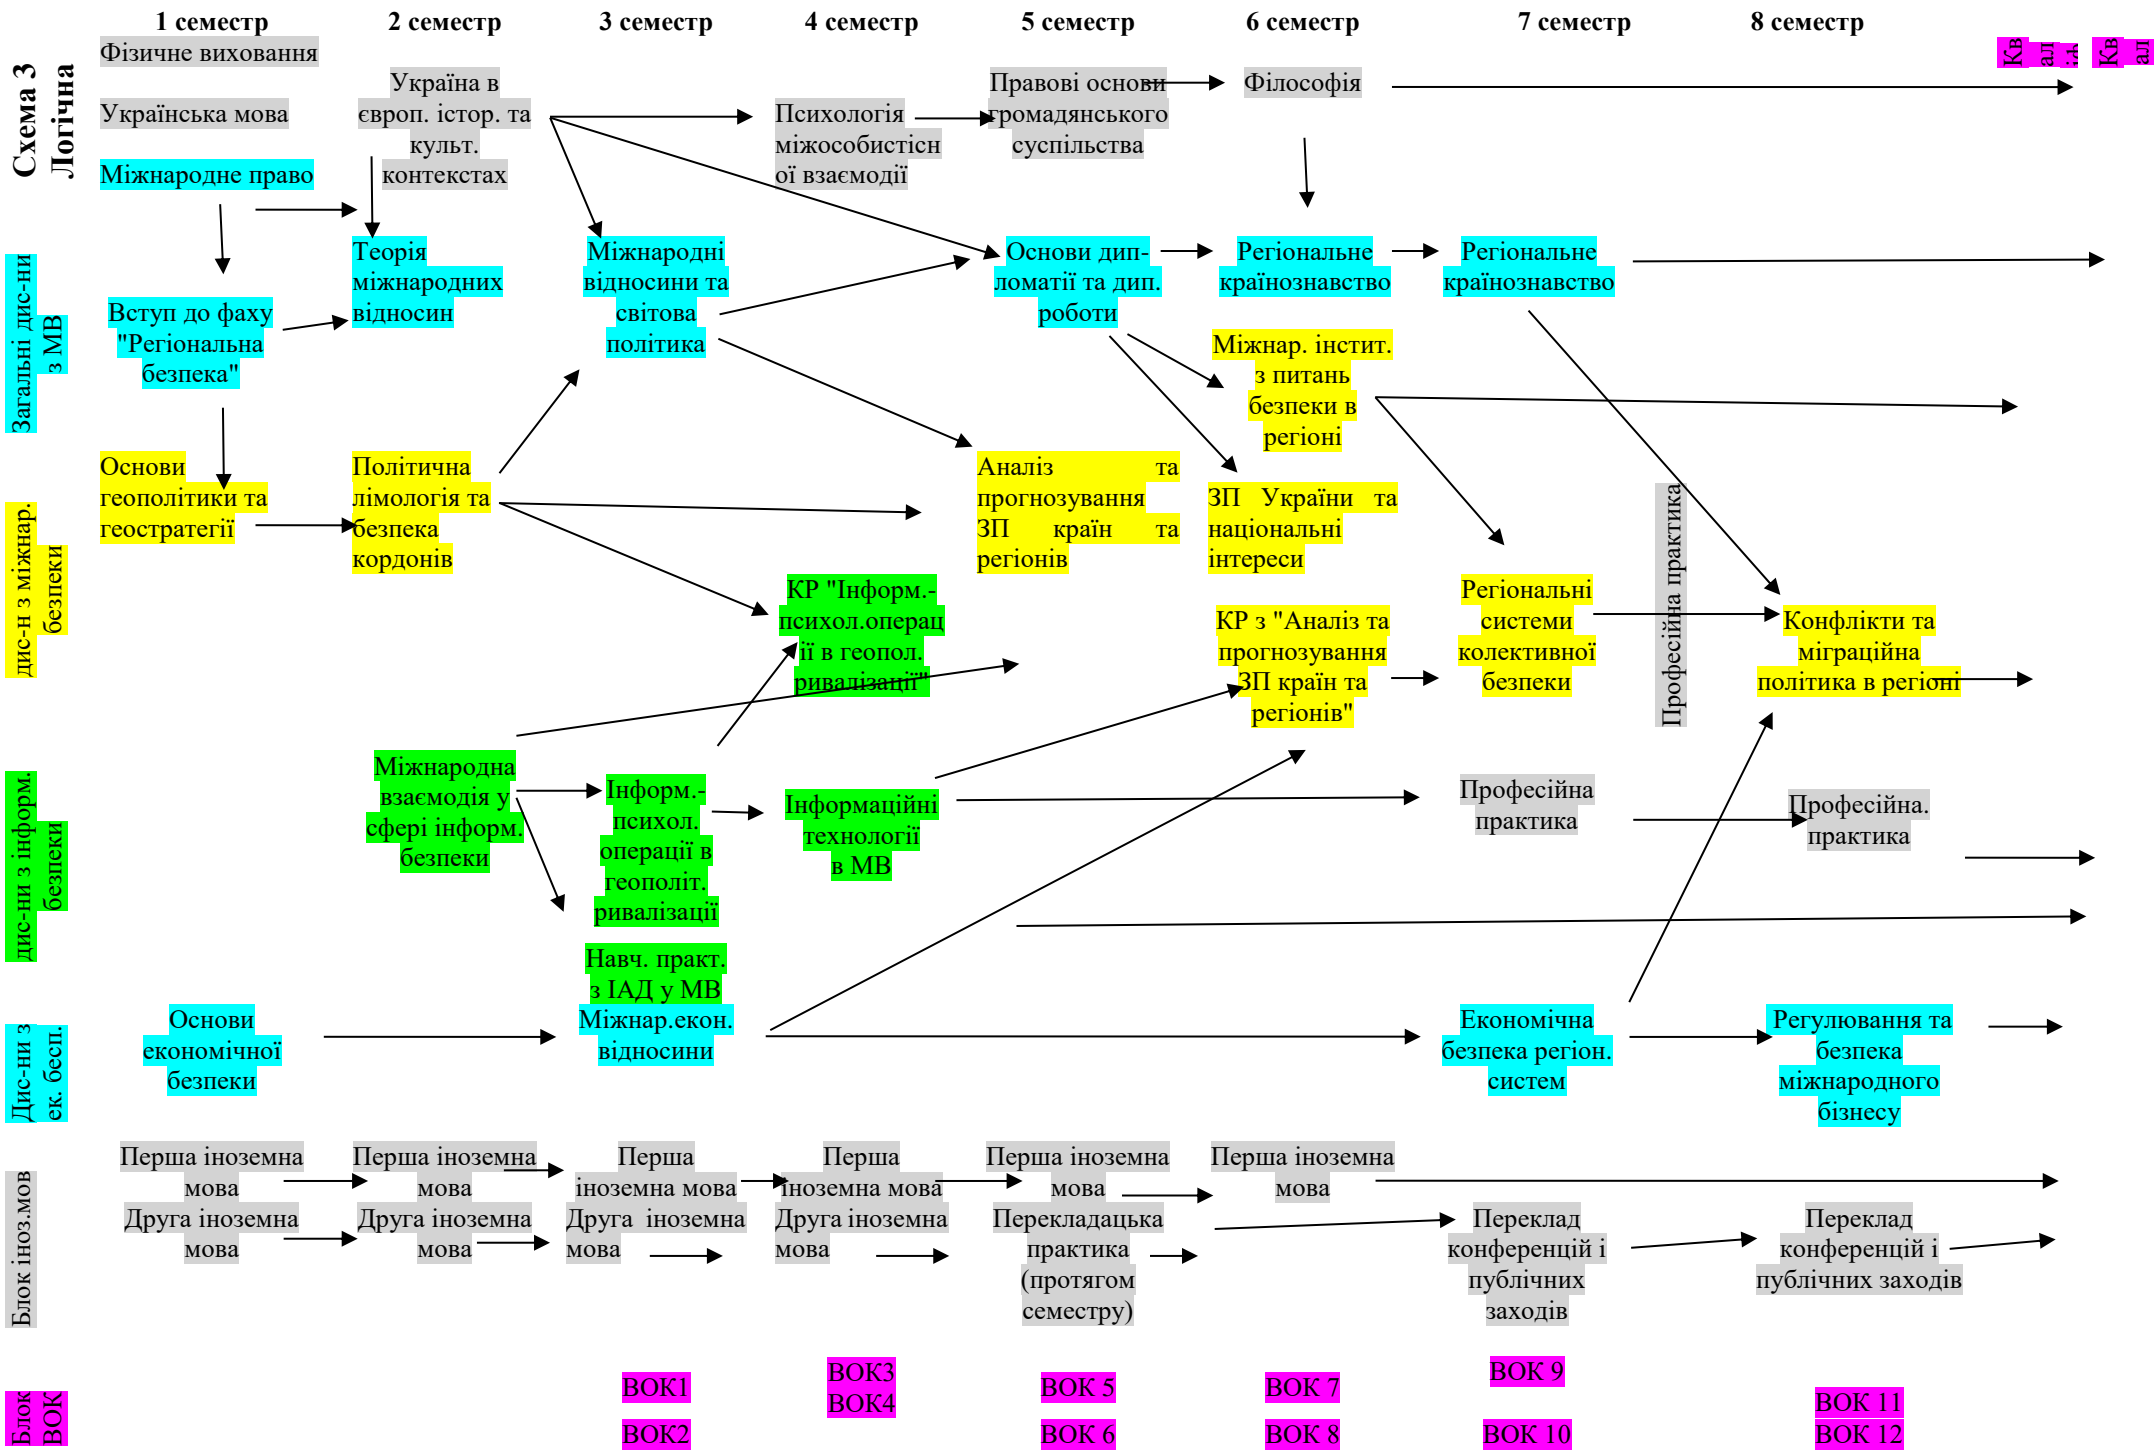 1 семестр
2 семестр
3 семестр
4 семестр
5 семестр
6 семестр
7 семестр
8 семестр
Схема 3
Логічна
Фізичне виховання
Українська мова
Міжнародне право
Україна в
європ. істор. та
культ.
контекстах
Психологія
міжособистісн
ої взаємодії
Правові основи
громадянського
суспільства
Філософія
Кв
ал
Кв
ал
Загальні дис-ни
з МВ
Вступ до фаху
"Регіональна
безпека"
Теорія
міжнародних
відносин
Міжнародні
відносини та
світова
політика
Основи дип-
ломатії та дип.
роботи
Регіональне
країнознавство
Регіональне
країнознавство
Міжнар. інстит.
з питань
безпеки в
регіоні
дис-н з міжнар.
безпеки
Основи
геополітики та
геостратегії
Політична
лімологія та
безпека
кордонів
Аналіз та
прогнозування
ЗП країн та
регіонів
ЗП України та
національні
інтереси
КР "Інформ.-
психол.операц
ії в геопол.
ривалізації"
КР з "Аналіз та
прогнозування
ЗП країн та
регіонів"
Регіональні
системи
колективної
безпеки
Професійна практика
Конфлікти та
міграційна
політика в регіоні
дис-ни з інформ.
безпеки
Міжнародна
взаємодія у
сфері інформ.
безпеки
Інформ.-
психол.
операції в
геополіт.
ривалізації
Інформаційні
технології
в МВ
Професійна
практика
Професійна.
практика
Навч. практ.
з ІАД у МВ
Дис-ни з
ек. бесп.
Основи
економічної
безпеки
Міжнар.екон.
відносини
Економічна
безпека регіон.
систем
Регулювання та
безпека
міжнародного
бізнесу
Блок іноз.мов
Перша іноземна
мова
Друга іноземна
мова
Перша іноземна
мова
Друга іноземна
мова
Перша
іноземна мова
Друга іноземна
мова
Перша
іноземна мова
Друга іноземна
мова
Перша іноземна
мова
Перекладацька
практика
(протягом
семестру)
Перша іноземна
мова
Переклад
конференцій і
публічних
заходів
Переклад
конференцій і
публічних заходів
Блок
ВОК
ВОК1
ВОК2
ВОК3
ВОК4
ВОК 5
ВОК 6
ВОК 7
ВОК 8
ВОК 9
ВОК 10
ВОК 11
ВОК 12